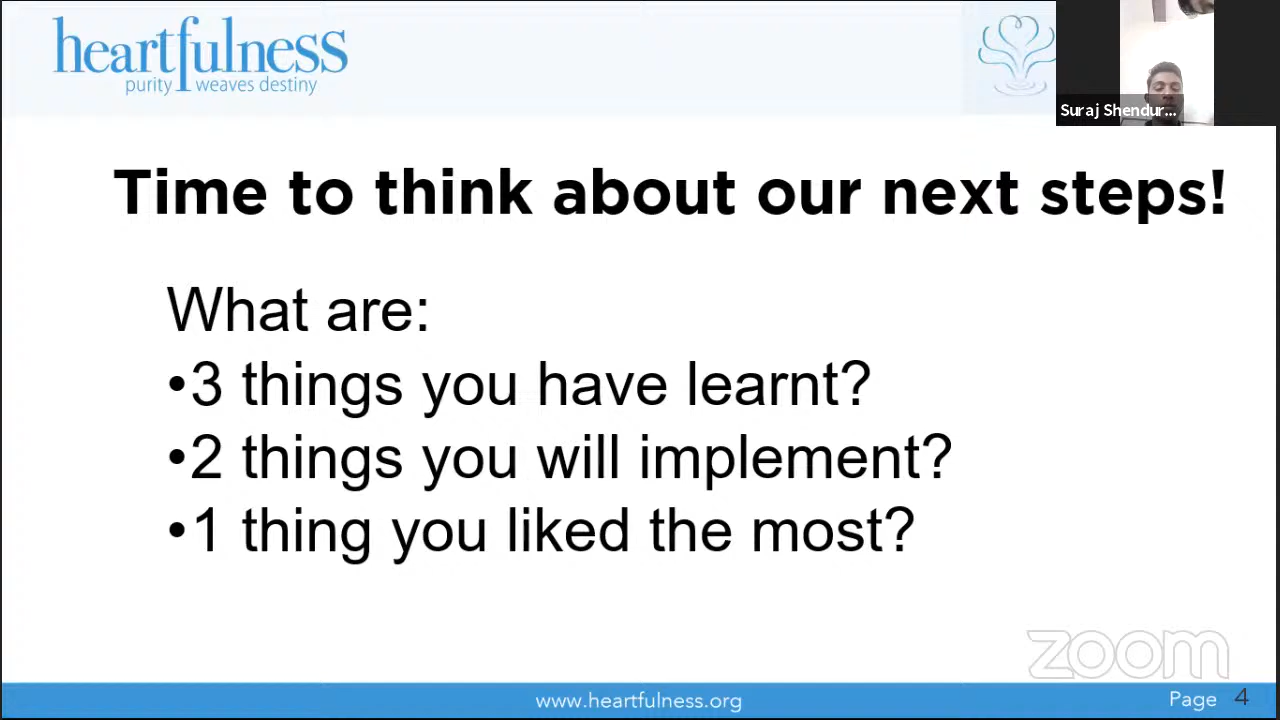 heartfulness
purity weaves destiny
Suraj Shendur...
Time to think about our next steps!
What are:
•3 things you have learnt?
•2 things you will implement?
•1 thing you liked the most?
zoom
www.heartfulness.org
Page 4